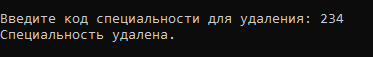 Введите код специальности для удаления: 234
Специальность удалена.